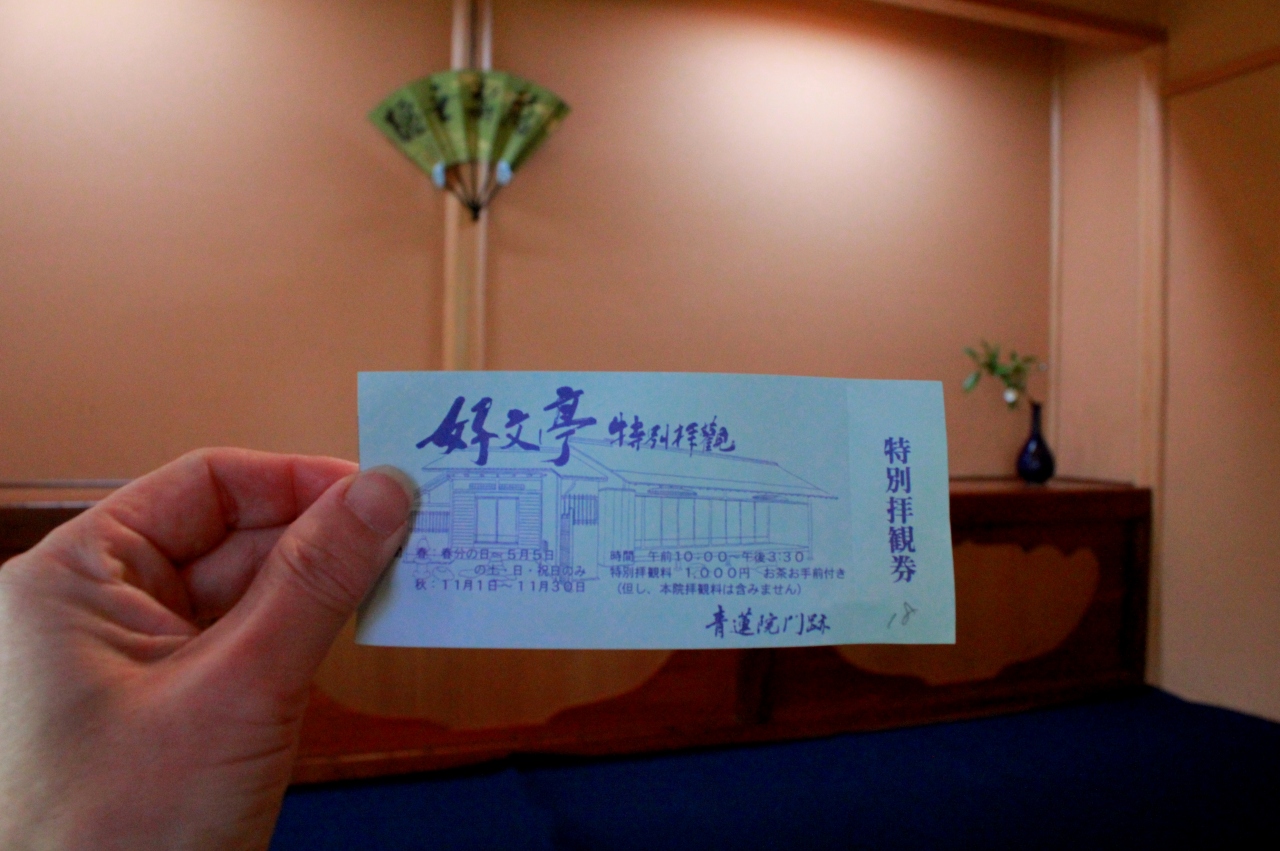 好文亭 特別拝觀
春：春分の日～５月５日
の土・日・祝日のみ
秋：１１月１日～１１月３０日
時間　午前１０：００～午後３：３０
特別拝観料　１,０００円　お茶お手前付き
（但し、本院拝観料は含みません）
青蓮院門跡
特別拝観券
18